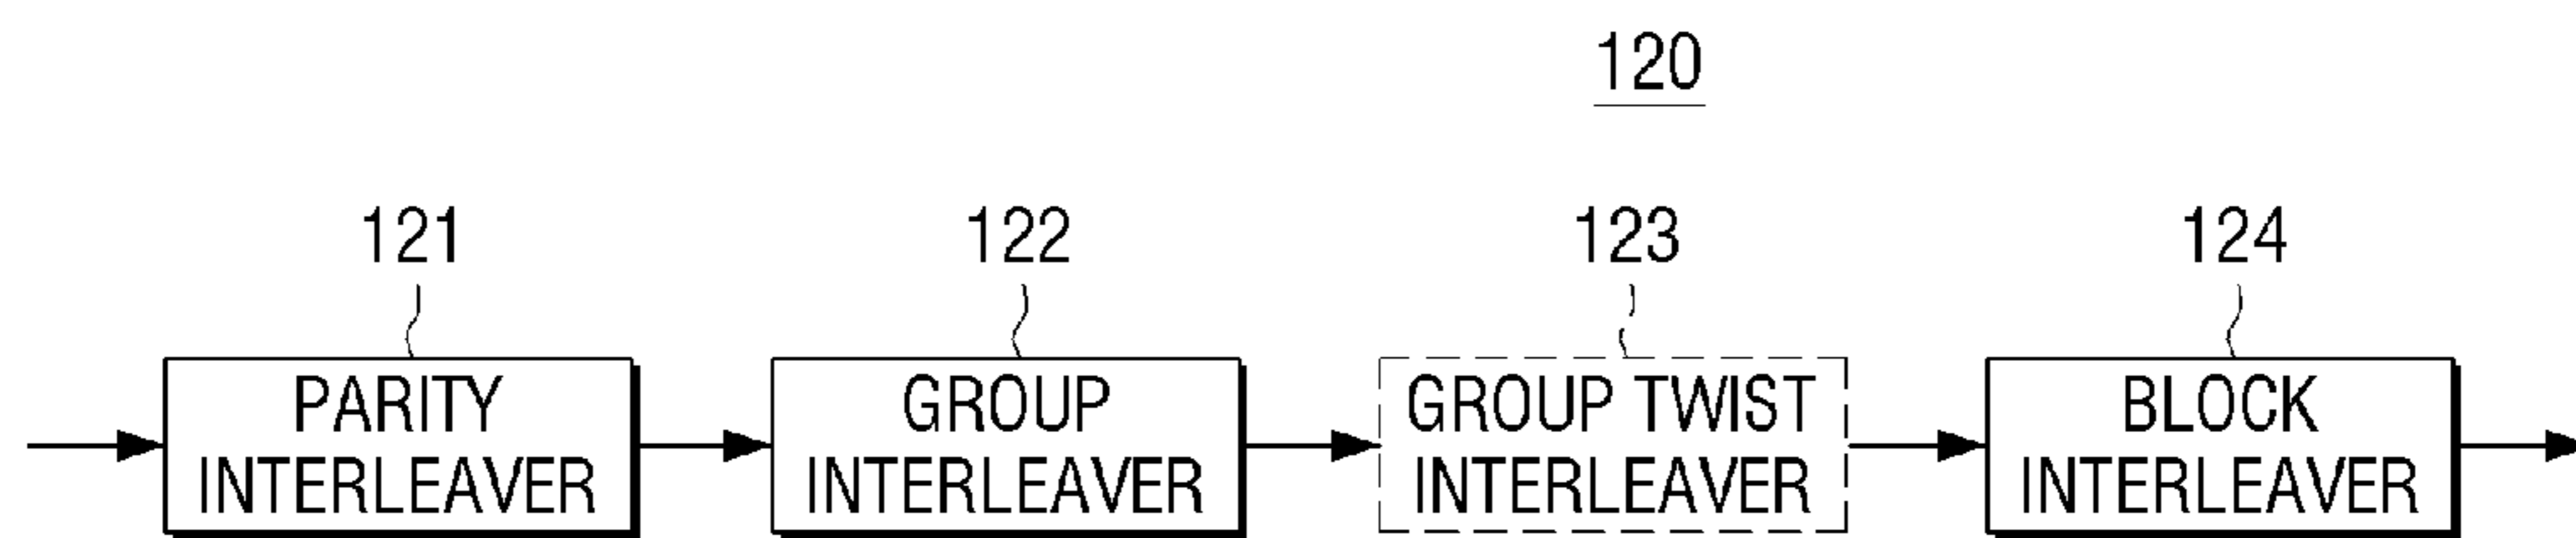 120
121 122 123 124
PARITY GROUP GROUP TWIST BLOCK
INTERLEAVER INTERLEAVER INTERLEAVER INTERLEAVER